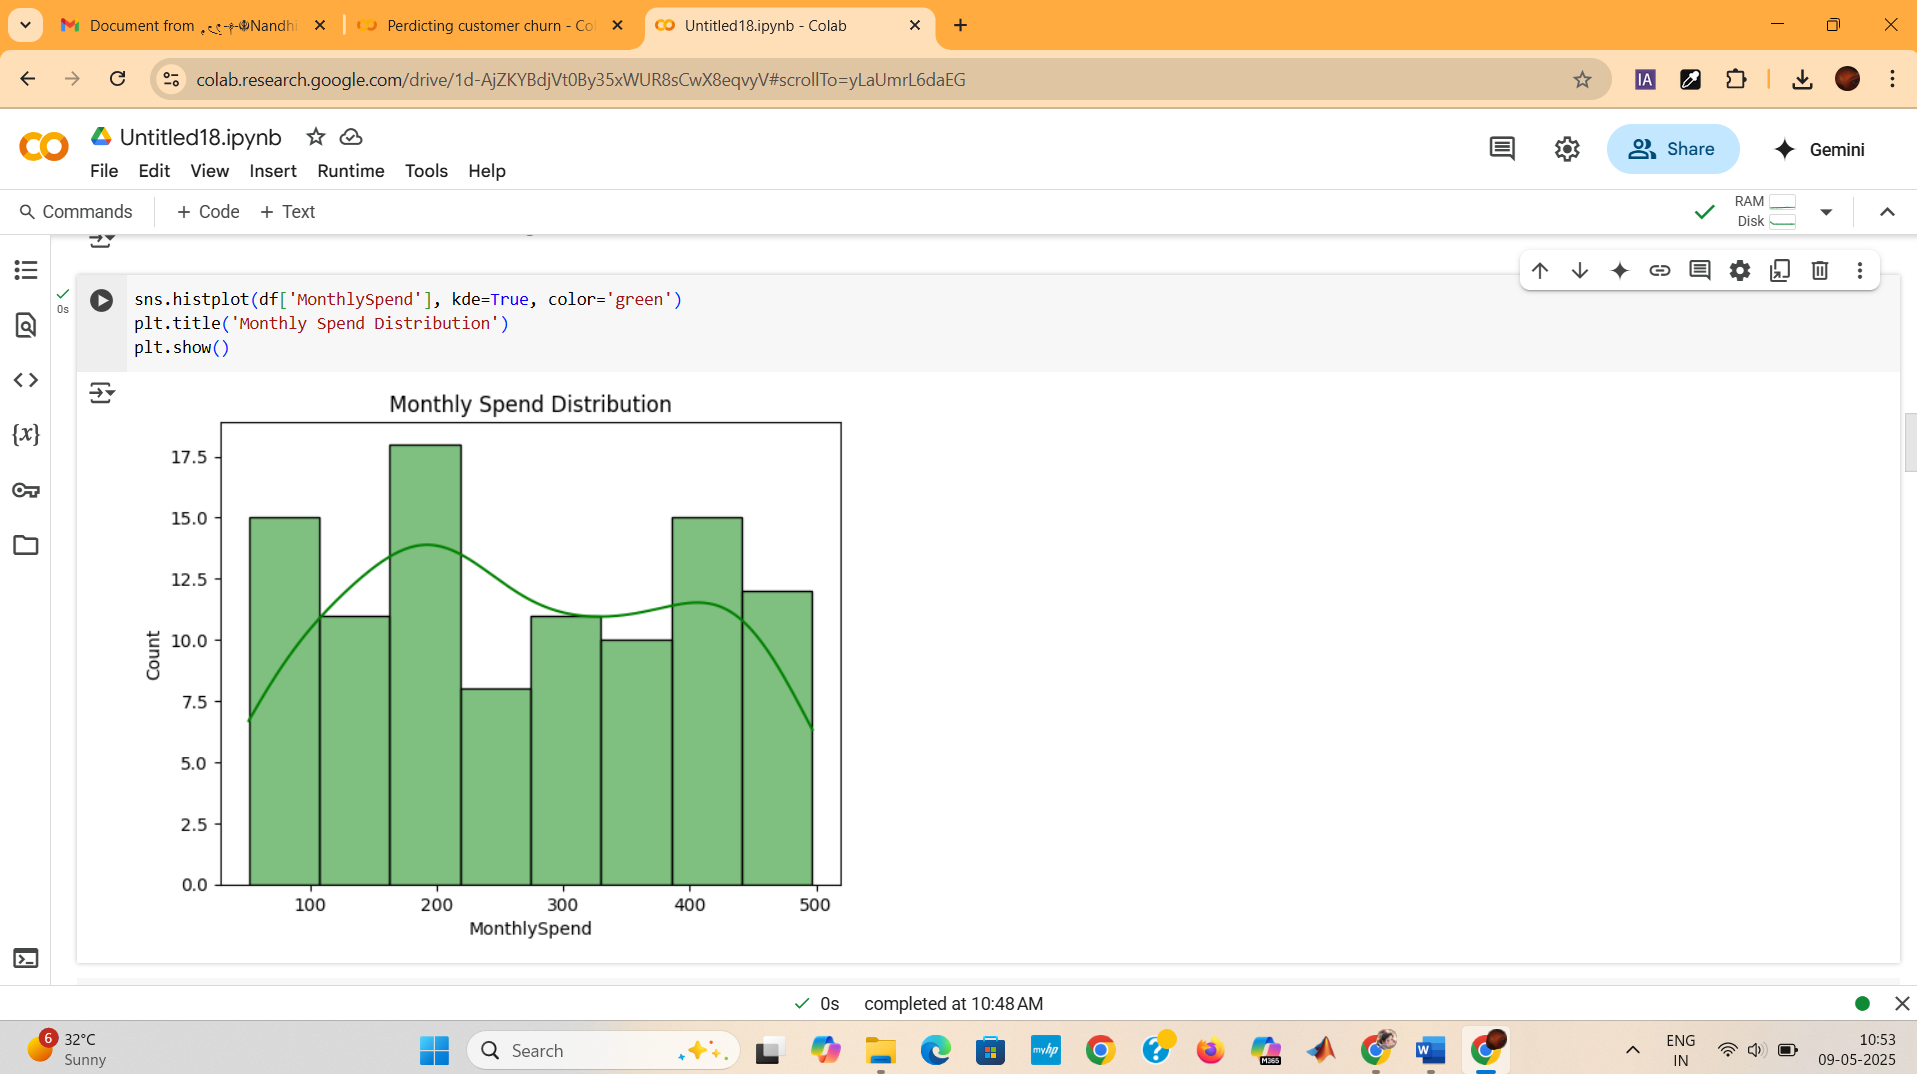 Document from
Nandhi
Perdicting customer churn - Co
Untitled18.ipynb - Colab
colab.research.google.com/drive/1d-AjZKYBdjVt0By35xWUR8sCwX8eqvyV#scrollTo=yLaUmrL6daEG
IA
CO
Untitled18.ipynb
File Edit View Insert Runtime Tools Help
Share
Gemini
Commands
+ Code + Text
RAM
Disk
0s
sns.histplot(df['MonthlySpend'], kde=True, color='green')
plt.title('Monthly Spend Distribution')
plt.show()
{x}
Monthly Spend Distribution
17.5
15.0
12.5
10.0
7.5
5.0
2.5
0.0
Count
100 200 300 400 500
MonthlySpend
0s completed at 10:48 AM
6
32°C
Sunny
Search
myhp
M365
W
ENG
IN
10:53
09-05-2025